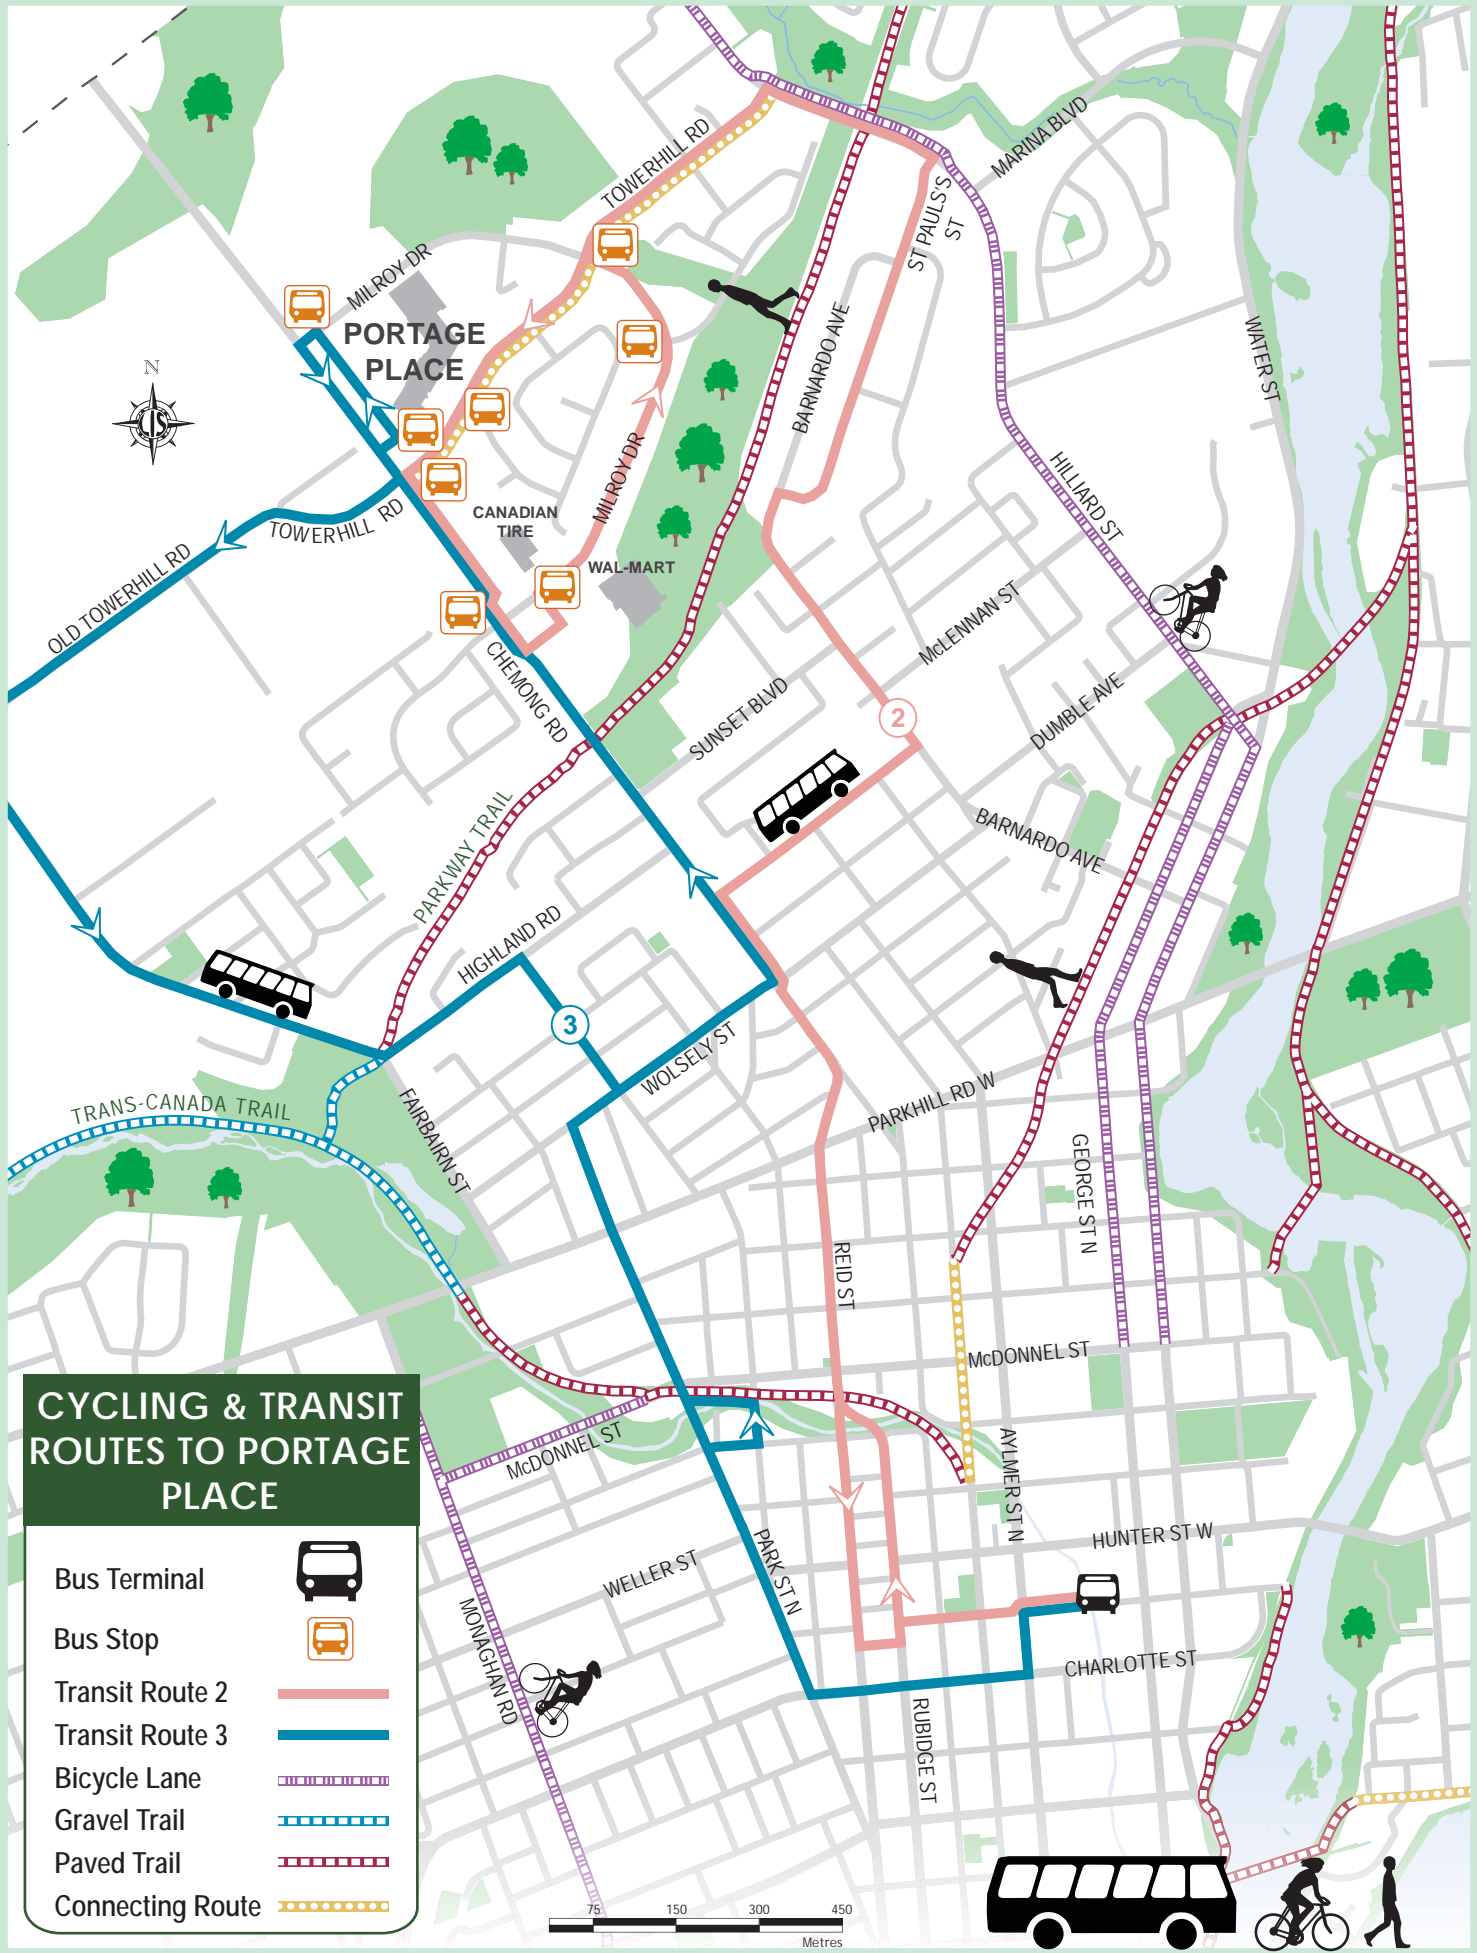 MARINA BLVD
TOWERHILL RD
ST PAULS'S
ST
MILROY DR
PORTAGE
PLACE
N
CIS
BARNARDO AVE
WATER ST
MILROY DR
HILLIARD ST
CANADIAN
TIRE
WAL-MART
TOWERHILL RD
OLD TOWERHILL RD
McLENNAN ST
CHEMONG RD
SUNSET BLVD
DUMBLE AVE
2
BARNARDO AVE
PARKWAY TRAIL
HIGHLAND RD
3
WOLSELY ST
PARKHILL RD W
TRANS-CANADA TRAIL
FAIRBAIRN ST
GEORGE ST N
REID ST
McDONNEL ST
McDONNEL ST
AYLMER ST N
HUNTER ST W
PARK ST N
WELLER ST
MONAGHAN RD
CHARLOTTE ST
RUBIDGE ST
CYCLING & TRANSIT
ROUTES TO PORTAGE
PLACE
Bus Terminal
Bus Stop
Transit Route 2
Transit Route 3
Bicycle Lane
Gravel Trail
Paved Trail
Connecting Route
75 150 300 450
Metres